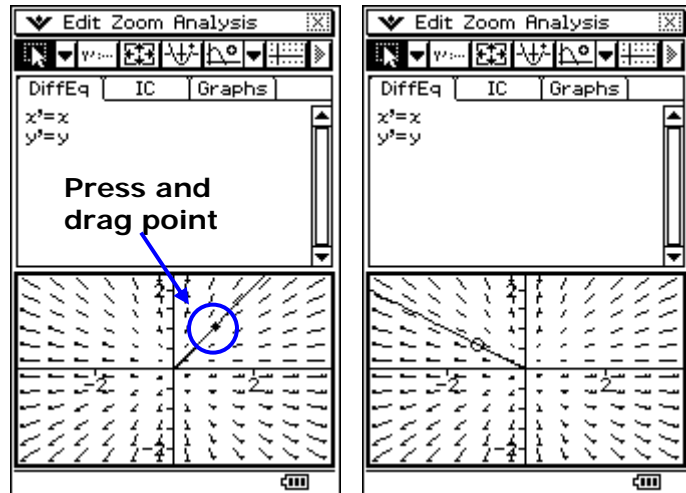 Edit Zoom Analysis
DiffEq IC Graphs
x'=x
y'=y
Press and
drag point
2
-2 2
-2
Edit Zoom Analysis
DiffEq IC Graphs
x'=x
y'=y
2
-2 2
-2